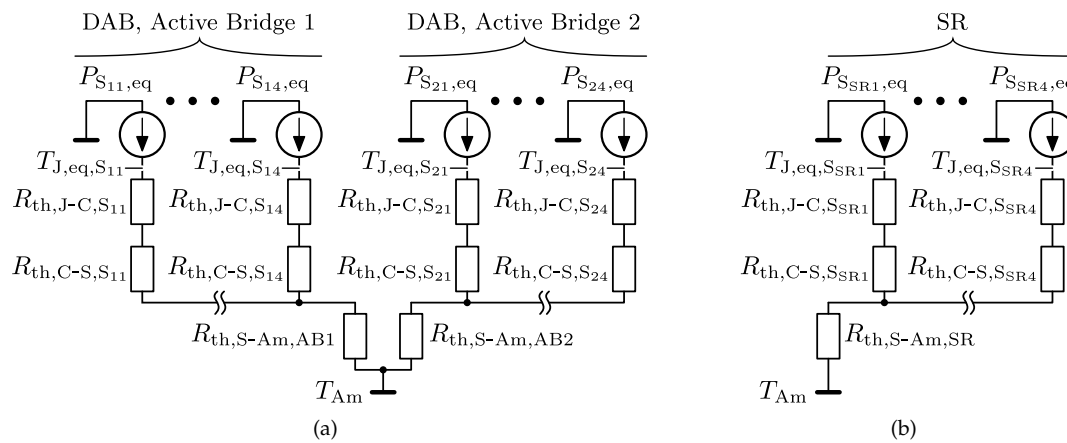 DAB, Active Bridge 1 DAB, Active Bridge 2 SR
P_S11,eq P_S14,eq P_S21,eq P_S24,eq P_SSR1,eq P_SSR4,eq
T_J,eq,S11 T_J,eq,S14 T_J,eq,S21 T_J,eq,S24 T_J,eq,SSR1 T_J,eq,SSR4
R_th,J-C,S11 R_th,J-C,S14 R_th,J-C,S21 R_th,J-C,S24 R_th,J-C,SSR1 R_th,J-C,SSR4
R_th,C-S,S11 R_th,C-S,S14 R_th,C-S,S21 R_th,C-S,S24 R_th,C-S,SSR1 R_th,C-S,SSR4
R_th,S-Am,AB1 R_th,S-Am,AB2 R_th,S-Am,SR
T_Am T_Am
(a) (b)